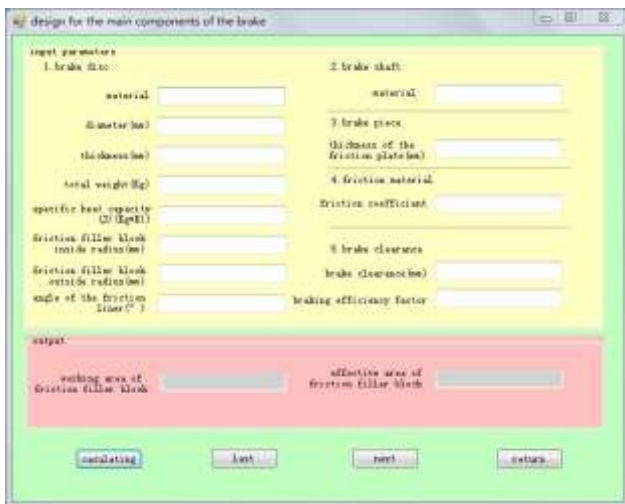 design for the main components of the brake
input parameters
1.brake disc
2.brake shaft
material
material
diameter(mm)
3.brake piece
thickness(mm)
thickness of the
friction plate(mm)
4.friction material
total weight(Kg)
specific heat capacity
(J/(Kg*K))
friction coefficient
friction filler block
inside radius(mm)
5.brake clearance
friction filler block
outside radius(mm)
brake clearance(mm)
angle of the friction
liner(° )
braking efficiency factor
output
working area of
friction filler block
effective area of
friction filler block
last
next
return